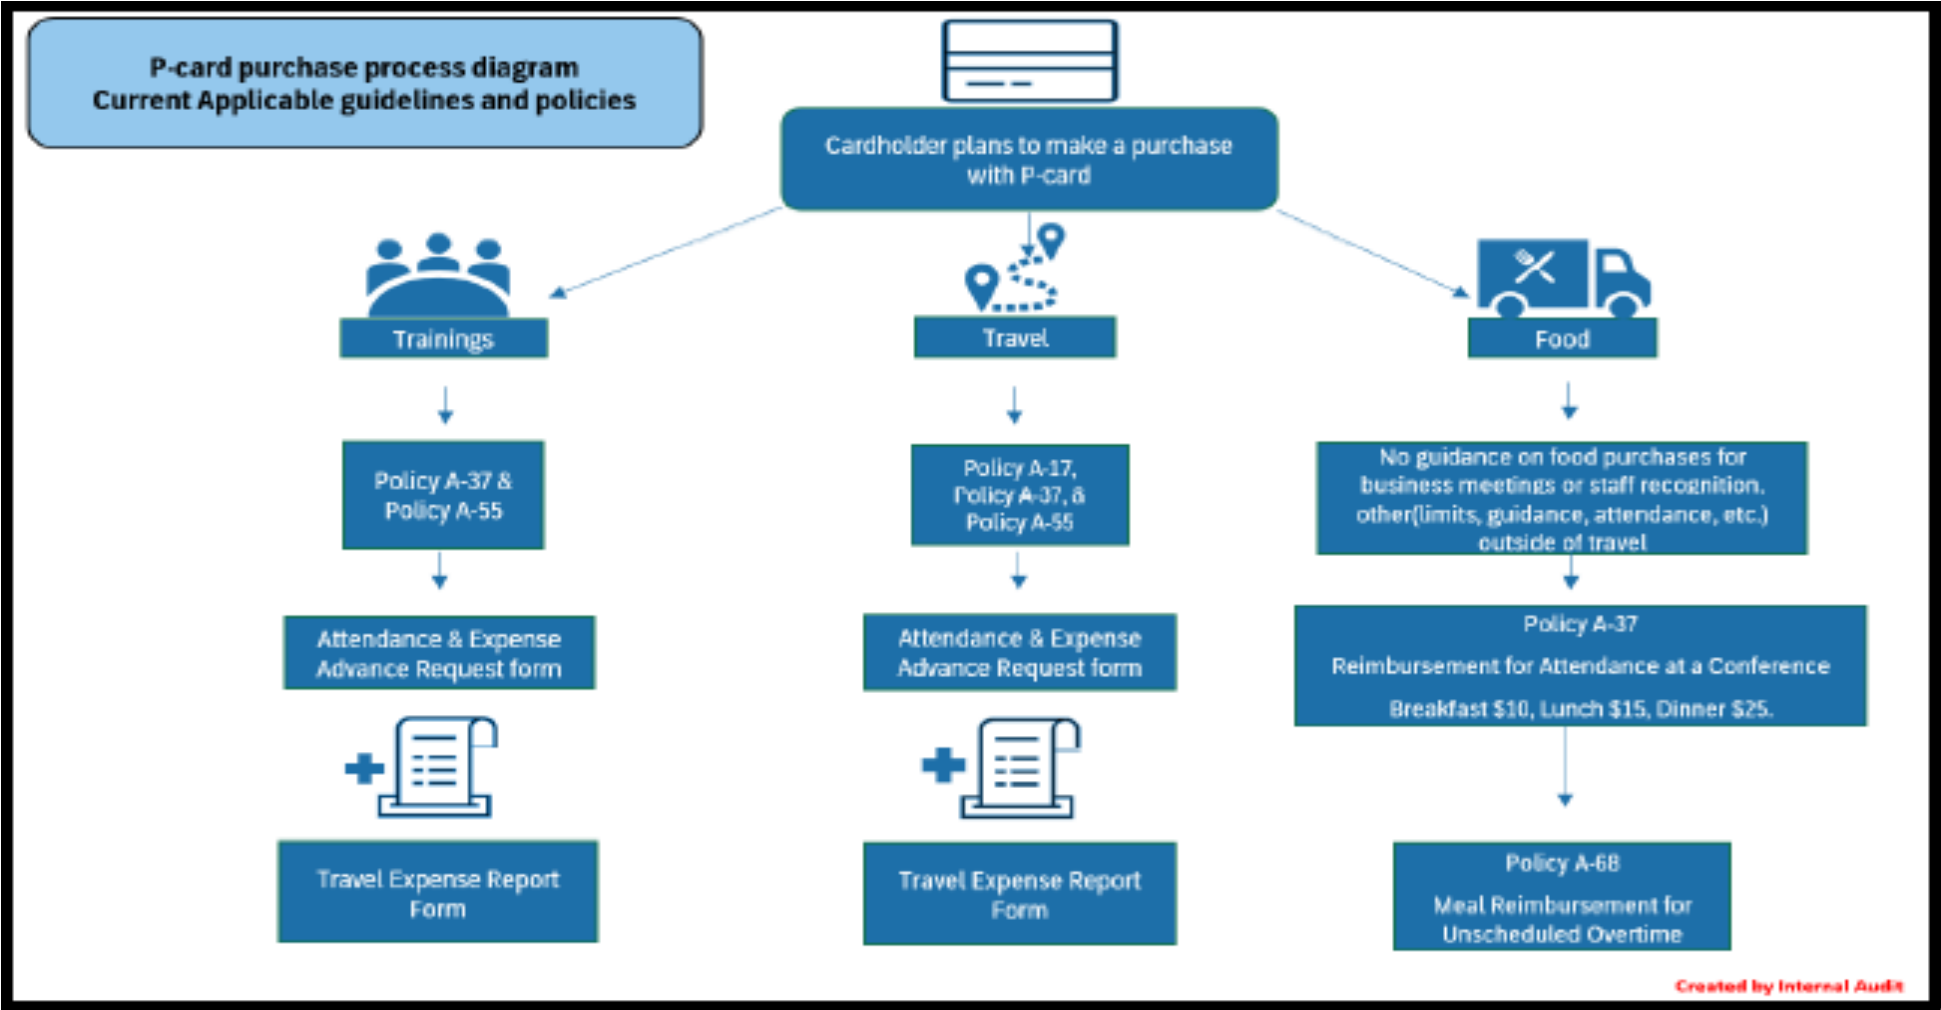 P-card purchase process diagram
Current Applicable guidelines and policies
Cardholder plans to make a purchase
with P-card
Trainings
Travel
Food
Policy A-37 &
Policy A-55
Policy A-17,
Policy A-37, &
Policy A-55
No guidance on food purchases for
business meetings or staff recognition,
other(limits, guidance, attendance, etc.)
outside of travel
Attendance & Expense
Advance Request form
Attendance & Expense
Advance Request form
Policy A-37
Reimbursement for Attendance at a Conference
Breakfast $10, Lunch $15, Dinner $25.
Travel Expense Report
Form
Travel Expense Report
Form
Policy A-68
Meal Reimbursement for
Unscheduled Overtime
Created by Internal Audit